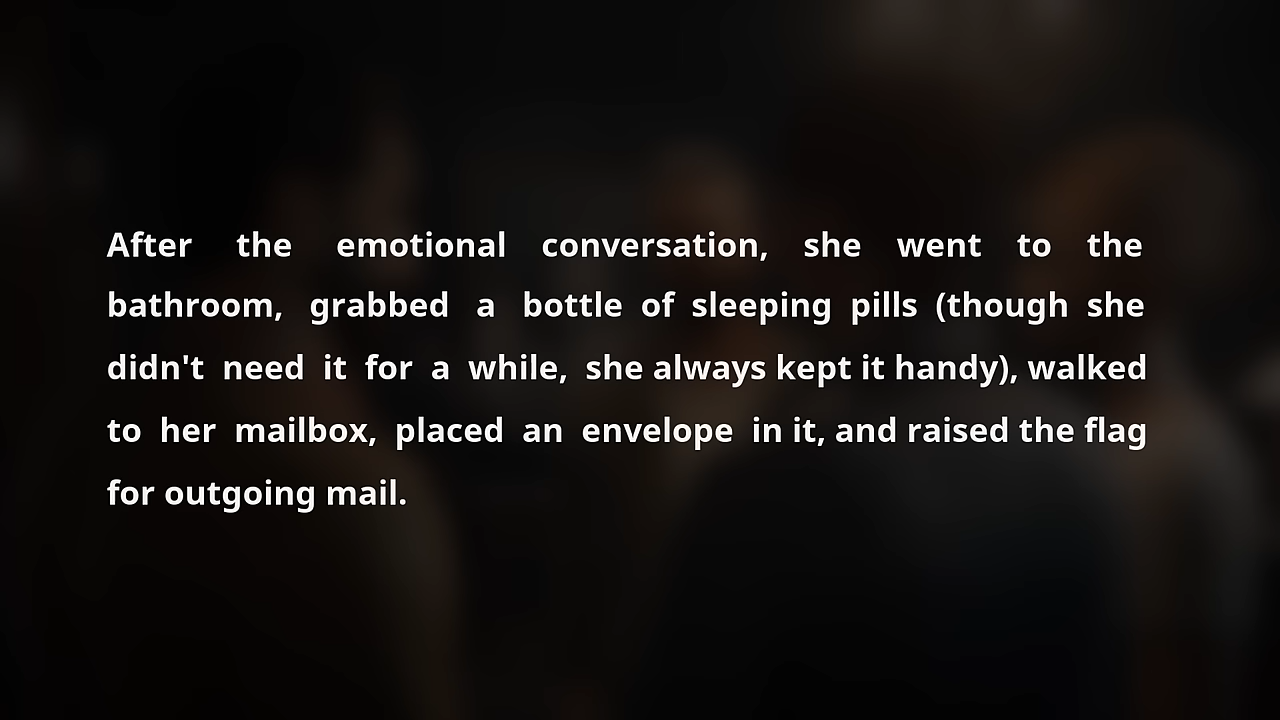 After the emotional conversation, she went to the
bathroom, grabbed a bottle of sleeping pills (though she
didn't need it for a while, she always kept it handy), walked
to her mailbox, placed an envelope in it, and raised the flag
for outgoing mail.